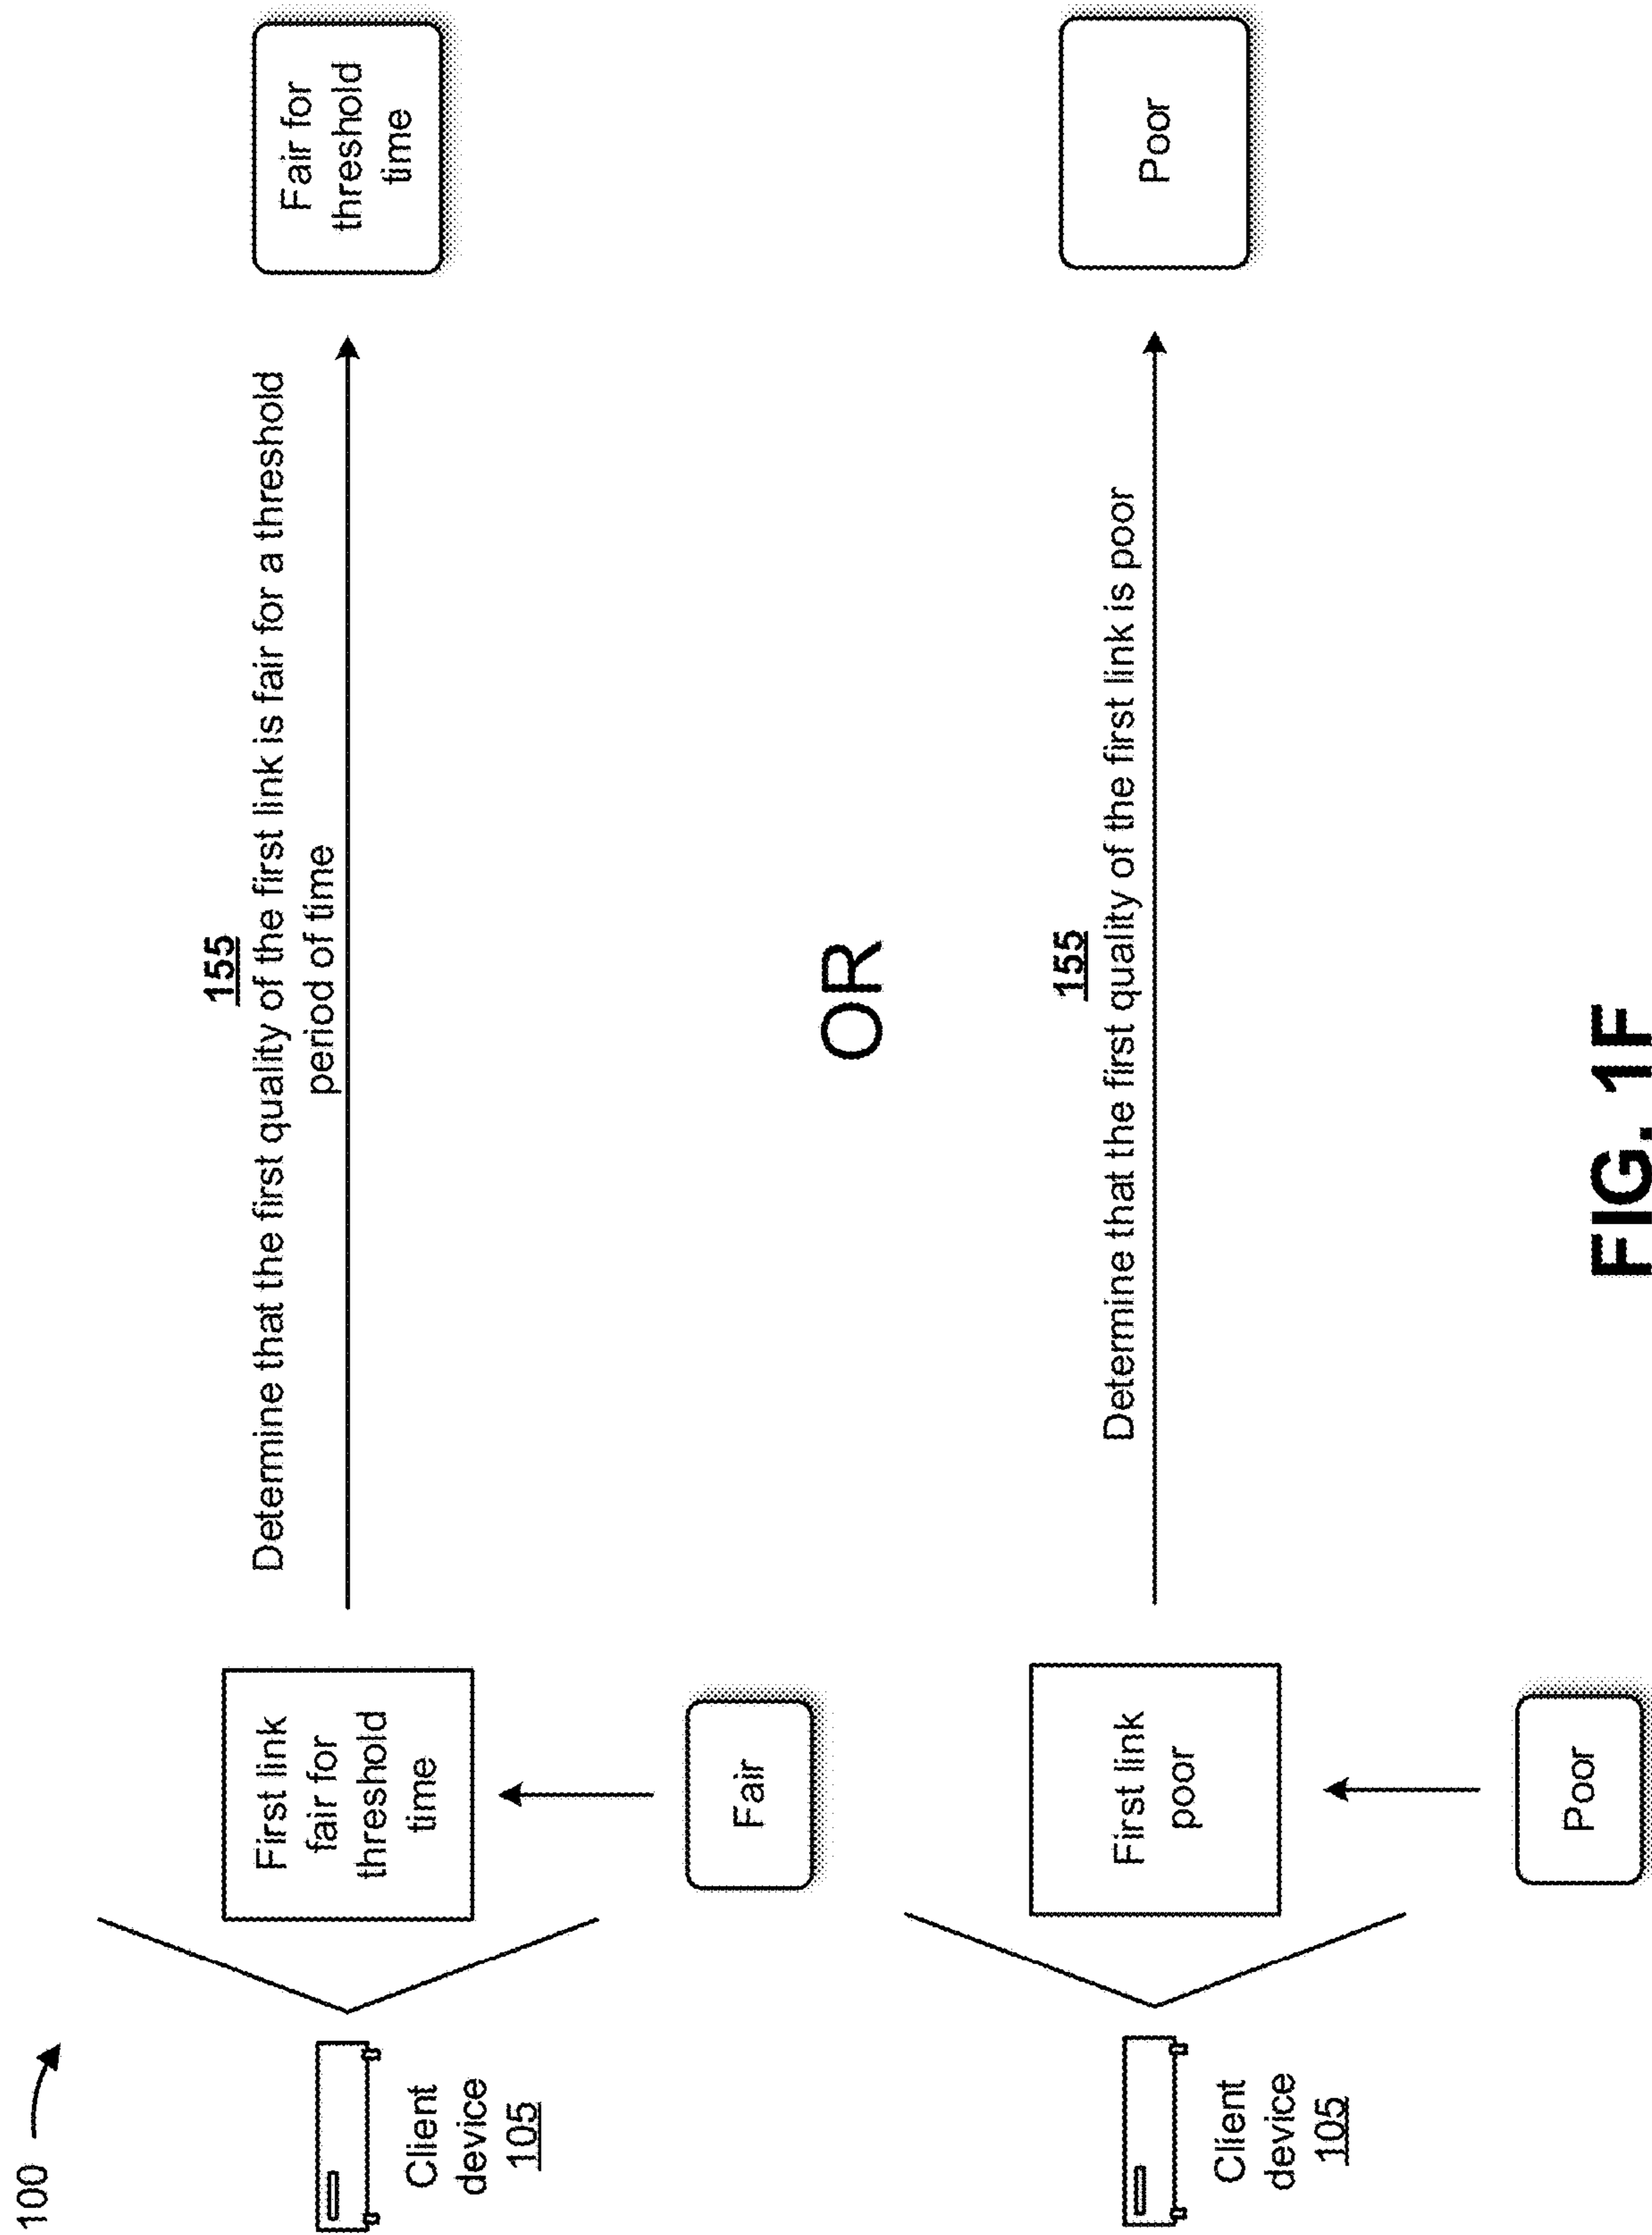 100
155
Determine that the first quality of the first link is fair for a threshold
period of time
Client
device
105
First link
fair for
threshold
time
Fair
Fair for
threshold
time
OR
155
Determine that the first quality of the first link is poor
Client
device
105
First link
poor
Poor
Poor
FIG. 1F